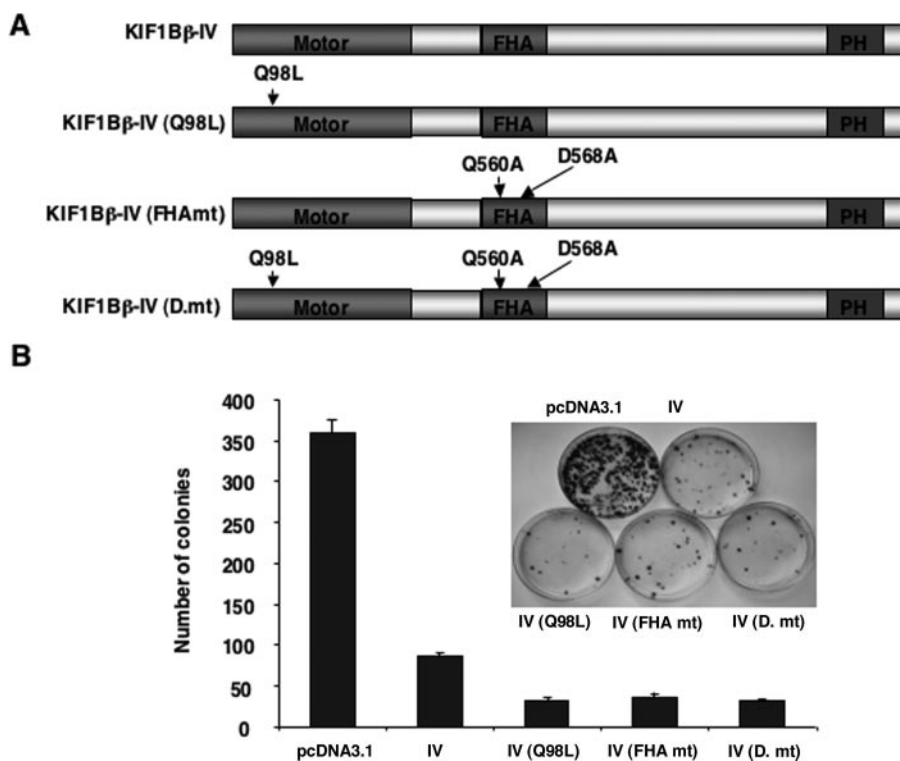 A
KIF1Bβ-IV
Motor FHA PH
Q98L
KIF1Bβ-IV (Q98L)
Motor FHA PH
Q560A D568A
KIF1Bβ-IV (FHAmt)
Motor FHA PH
Q98L Q560A D568A
KIF1Bβ-IV (D.mt)
Motor FHA PH
B
Number of colonies
400
350
300
250
200
150
100
50
0
pcDNA3.1 IV IV (Q98L) IV (FHA mt) IV (D. mt)
pcDNA3.1 IV
IV (Q98L) IV (FHA mt) IV (D. mt)